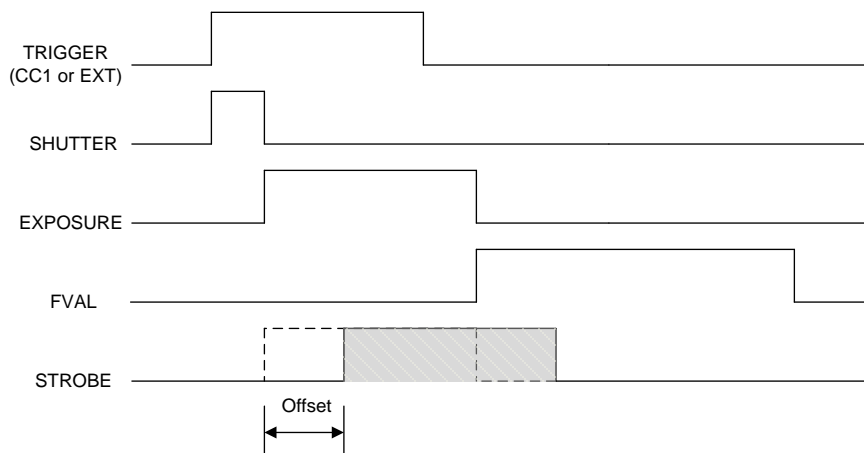 TRIGGER
(CC1 or EXT)
SHUTTER
EXPOSURE
FVAL
STROBE
Offset